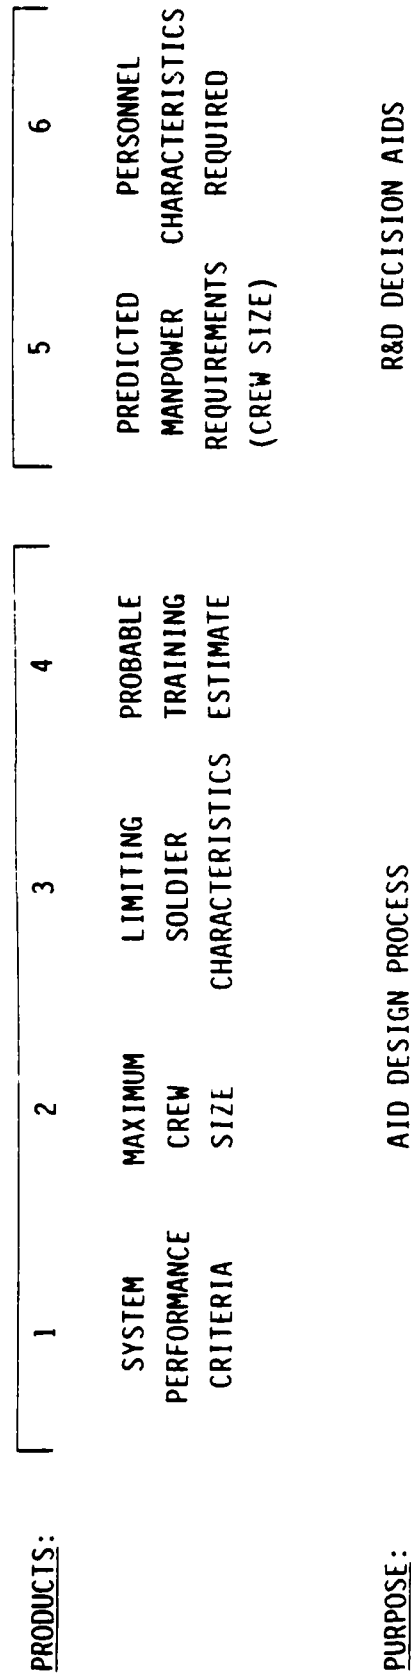 PRODUCTS: 1 2 3 4 5 6
SYSTEM MAXIMUM LIMITING PROBABLE PREDICTED PERSONNEL
PERFORMANCE CREW SOLDIER TRAINING MANPOWER CHARACTERISTICS
CRITERIA SIZE CHARACTERISTICS ESTIMATE REQUIREMENTS REQUIRED
(CREW SIZE)
PURPOSE: AID DESIGN PROCESS R&D DECISION AIDS